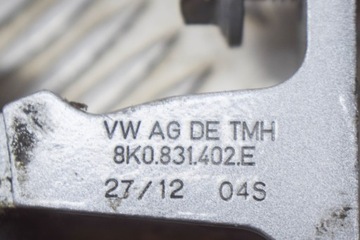 VW AG DE TMH
8K0.831.402.E
27/12 04S